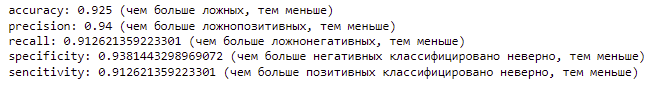 accuracy: 0.925 (чем больше ложных, тем меньше)
precision: 0.94 (чем больше ложнопозитивных, тем меньше)
recall: 0.912621359223301 (чем больше ложнонегативных, тем меньше)
specificity: 0.9381443298969072 (чем больше негативных классифицировано неверно, тем меньше)
sencitivity: 0.912621359223301 (чем больше позитивных классифицировано неверно, тем меньше)